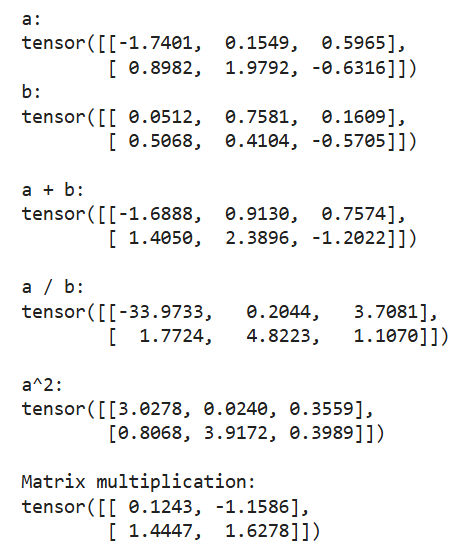 a:
tensor([[-1.7401,  0.1549,  0.5965],
        [ 0.8982,  1.9792, -0.6316]])
b:
tensor([[ 0.0512,  0.7581,  0.1609],
        [ 0.5068,  0.4104, -0.5705]])
a + b:
tensor([[-1.6888,  0.9130,  0.7574],
        [ 1.4050,  2.3896, -1.2022]])
a / b:
tensor([[-33.9733,   0.2044,   3.7081],
        [  1.7724,   4.8223,   1.1070]])
a^2:
tensor([[3.0278, 0.0240, 0.3559],
        [0.8068, 3.9172, 0.3989]])
Matrix multiplication:
tensor([[ 0.1243, -1.1586],
        [ 1.4447,  1.6278]])